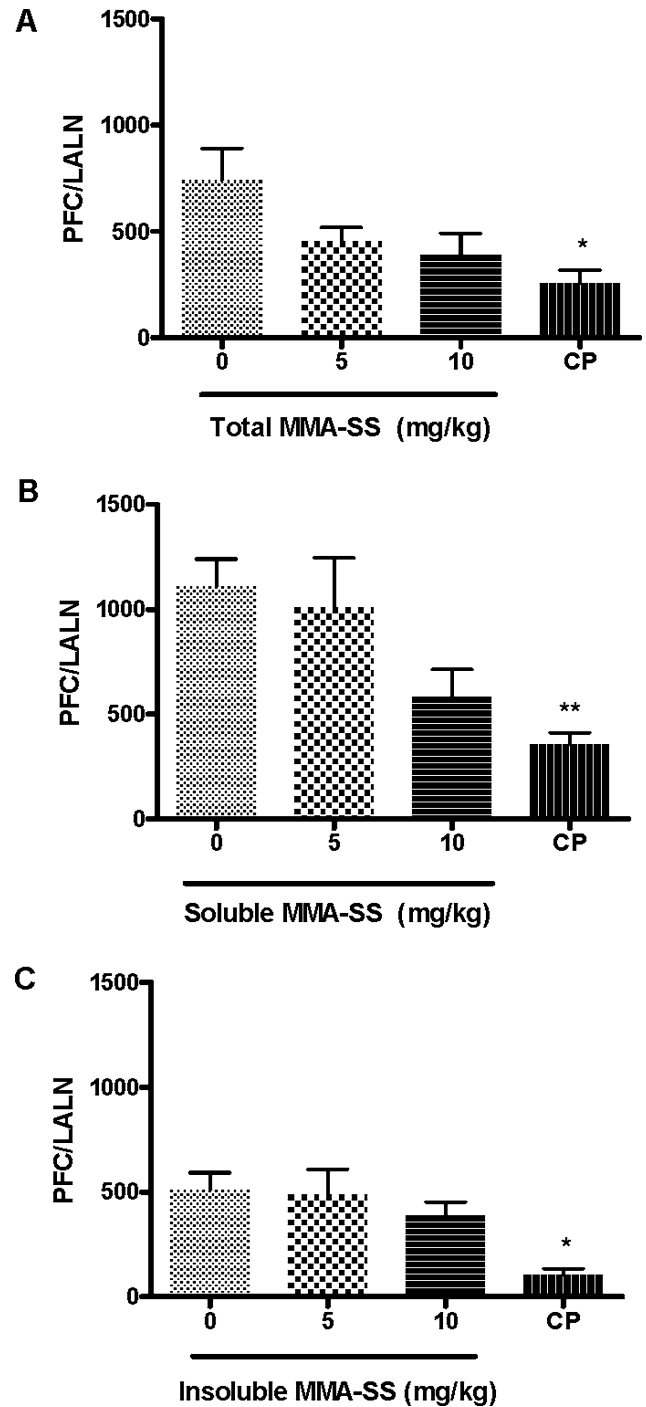 A
1500
1000
500
0
PFC/LALN
*
0 5 10 CP
Total MMA-SS (mg/kg)
B
1500
1000
500
0
PFC/LALN
**
0 5 10 CP
Soluble MMA-SS (mg/kg)
C
1500
1000
500
0
PFC/LALN
*
0 5 10 CP
Insoluble MMA-SS (mg/kg)